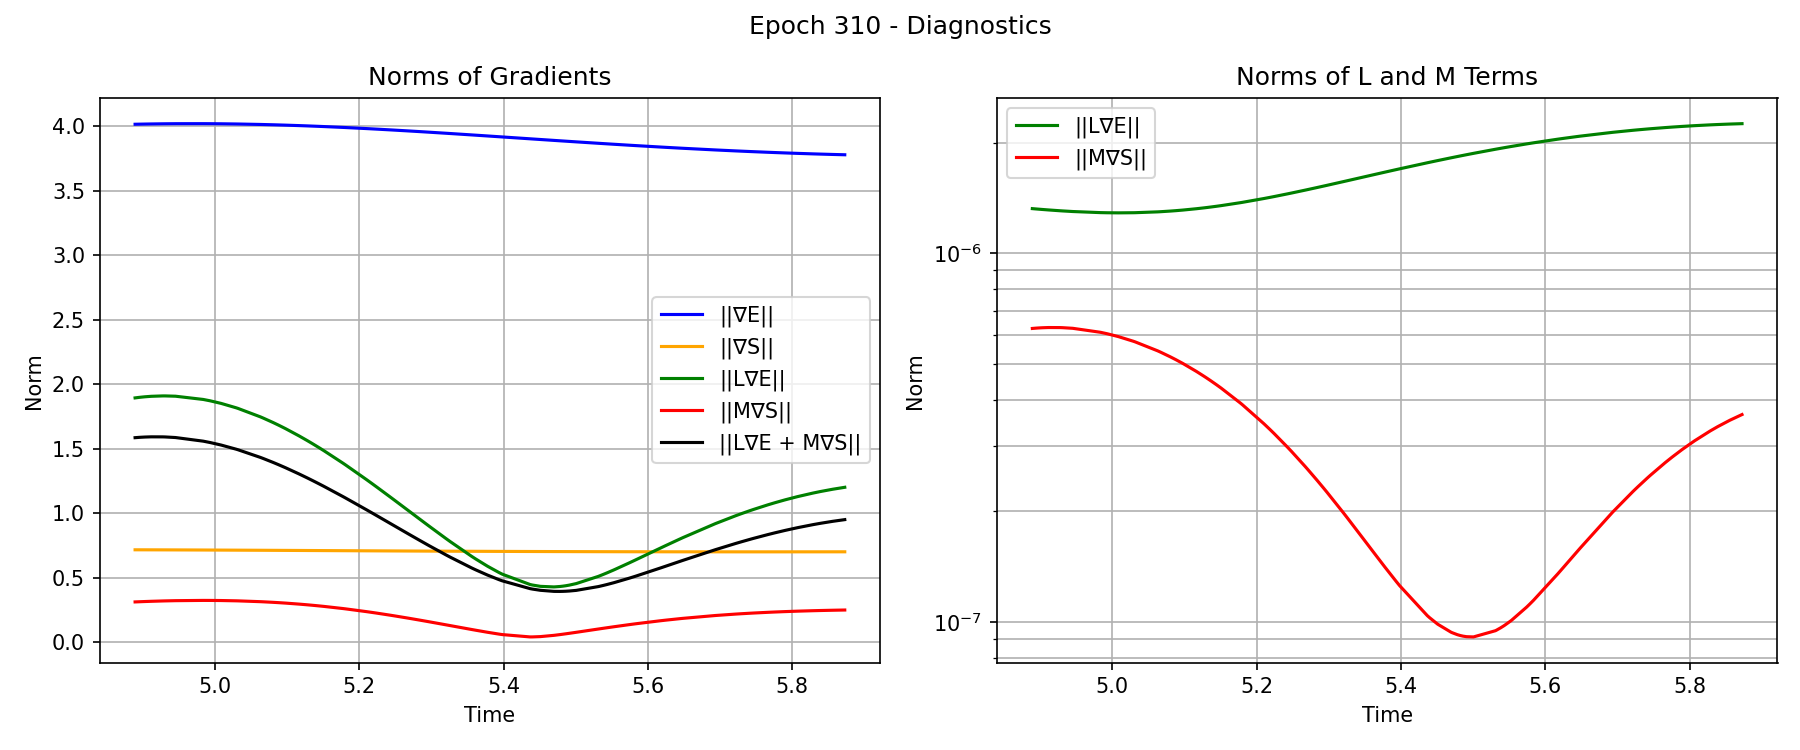 Epoch 310 - Diagnostics
Norms of Gradients
4.0
3.5
3.0
2.5
2.0
1.5
1.0
0.5
0.0
Norm
5.0 5.2 5.4 5.6 5.8
Time
||∇E||
||∇S||
||L∇E||
||M∇S||
||L∇E + M∇S||
Norms of L and M Terms
||L∇E||
||M∇S||
10⁻⁶
10⁻⁷
Norm
5.0 5.2 5.4 5.6 5.8
Time